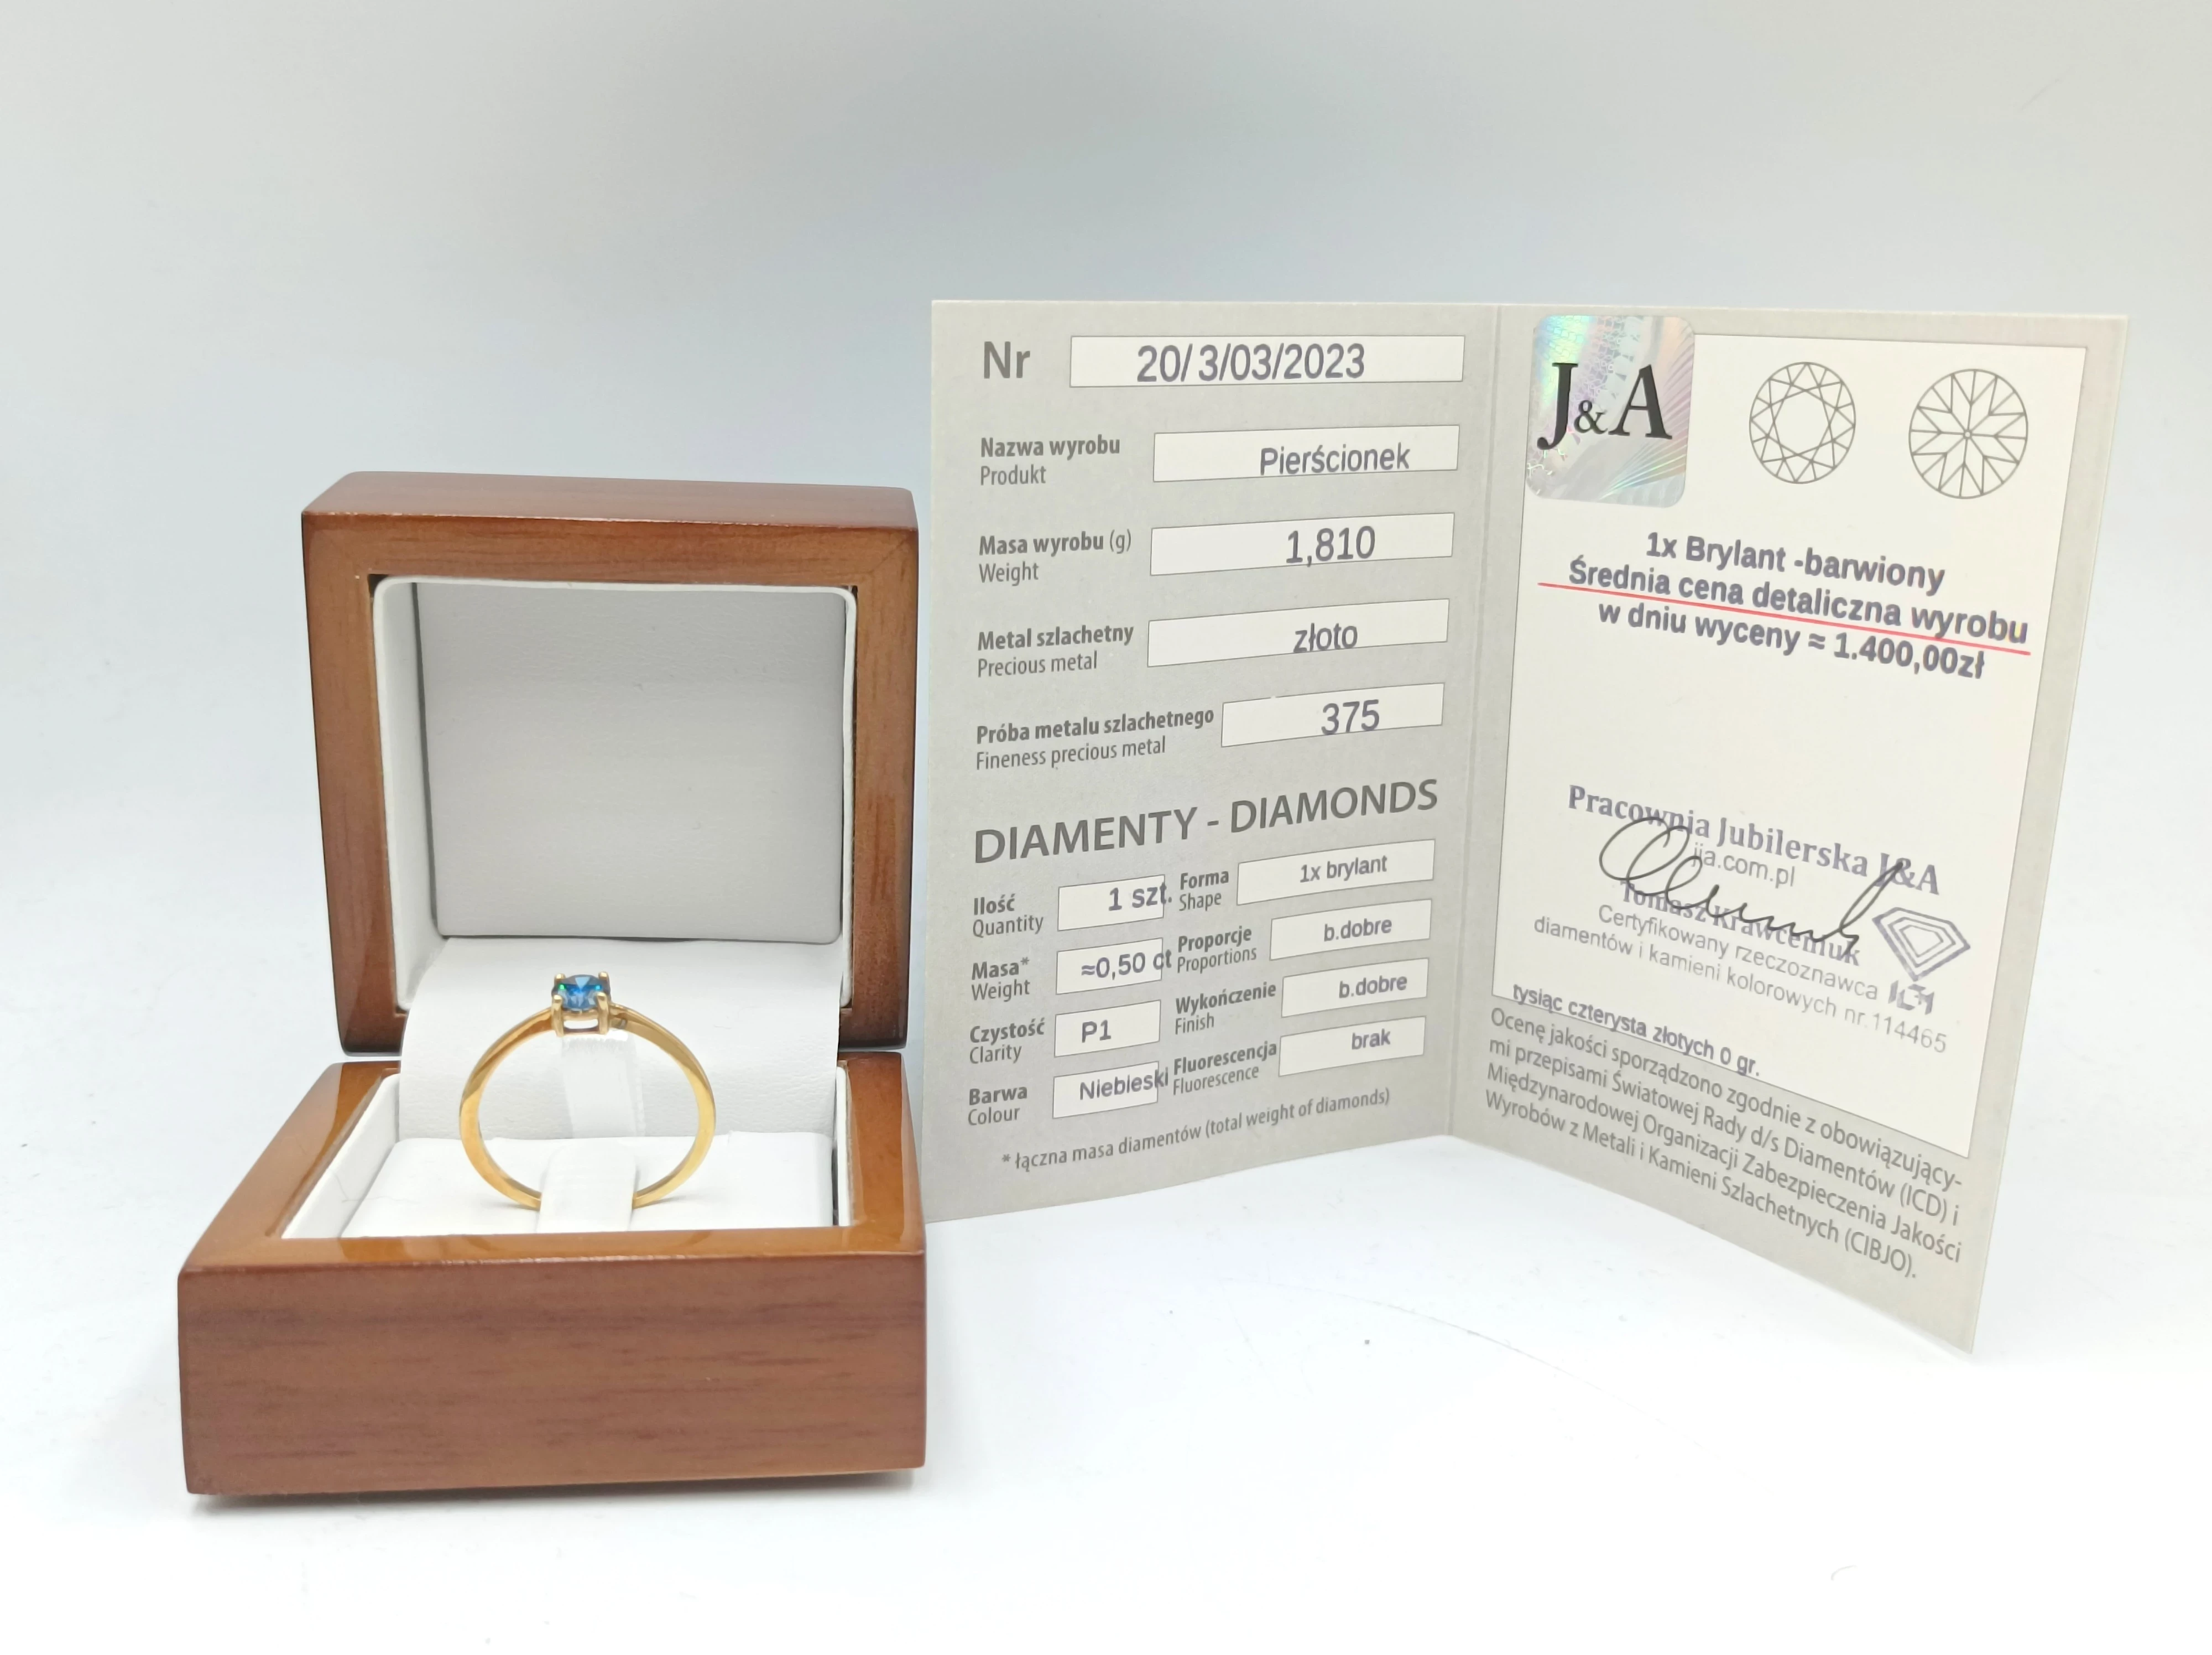 Nr 20/3/03/2023
Nazwa wyrobu Pierścionek
Produkt
Masa wyrobu (g) 1,810
Weight
Metal szlachetny złoto
Precious metal
Próba metalu szlachetnego 375
Fineness precious metal
DIAMENTY - DIAMONDS
Ilość 1 szt. Forma 1x brylant
Quantity Shape
Masa* ≈0,50 ct Proporcje b.dobre
Weight Proportions
Czystość P1 Wykończenie b.dobre
Clarity Finish
Barwa Niebieski Fluorescencja brak
Colour Fluorescence
* łączna masa diamentów (total weight of diamonds)
J&A
1x Brylant -barwiony
Średnia cena detaliczna wyrobu
w dniu wyceny ≈ 1.400,00zł
Pracownia Jubilerska J&A
jja.com.pl
Tomasz Krawceniuk
Certyfikowany rzeczoznawca
diamentów i kamieni kolorowych nr.114465
tysiąc czterysta złotych 0 gr.
Ocenę jakości sporządzono zgodnie z obowiązujący-
mi przepisami Światowej Rady d/s Diamentów (ICD) i
Międzynarodowej Organizacji Zabezpieczenia Jakości
Wyrobów z Metali i Kamieni Szlachetnych (CIBJO).